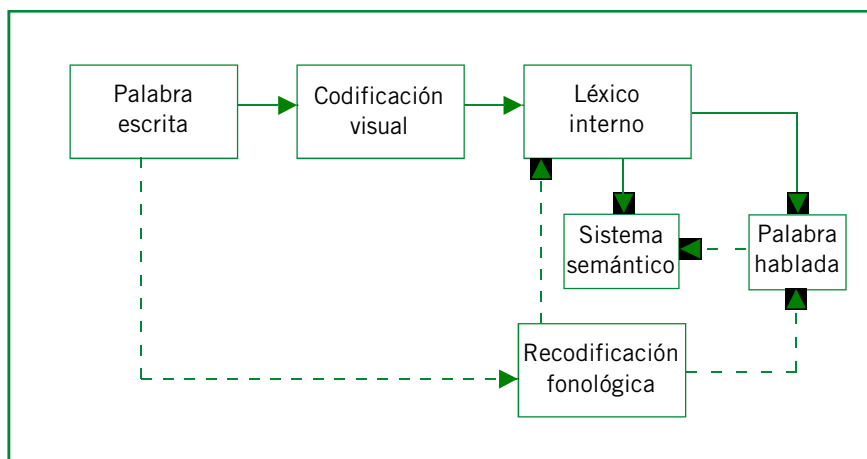 Palabra
escrita
Codificación
visual
Léxico
interno
Sistema
semántico
Palabra
hablada
Recodificación
fonológica